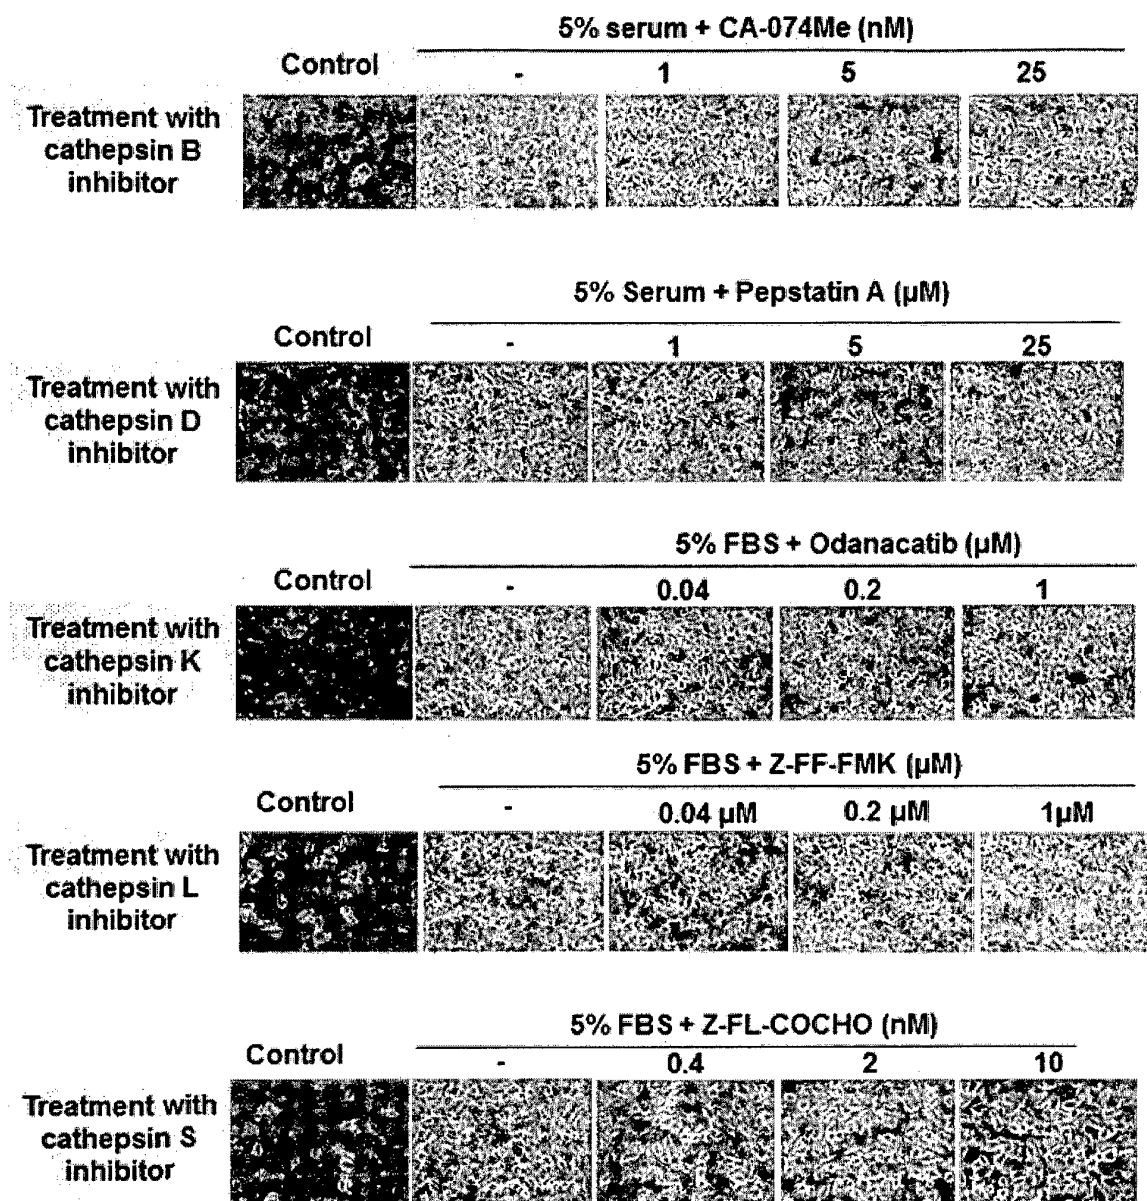 5% serum + CA-074Me (nM)
Control - 1 5 25
Treatment with
cathepsin B
inhibitor
5% Serum + Pepstatin A (µM)
Control - 1 5 25
Treatment with
cathepsin D
inhibitor
5% FBS + Odanacatib (µM)
Control - 0.04 0.2 1
Treatment with
cathepsin K
inhibitor
5% FBS + Z-FF-FMK (µM)
Control - 0.04 µM 0.2 µM 1µM
Treatment with
cathepsin L
inhibitor
5% FBS + Z-FL-COCHO (nM)
Control - 0.4 2 10
Treatment with
cathepsin S
inhibitor